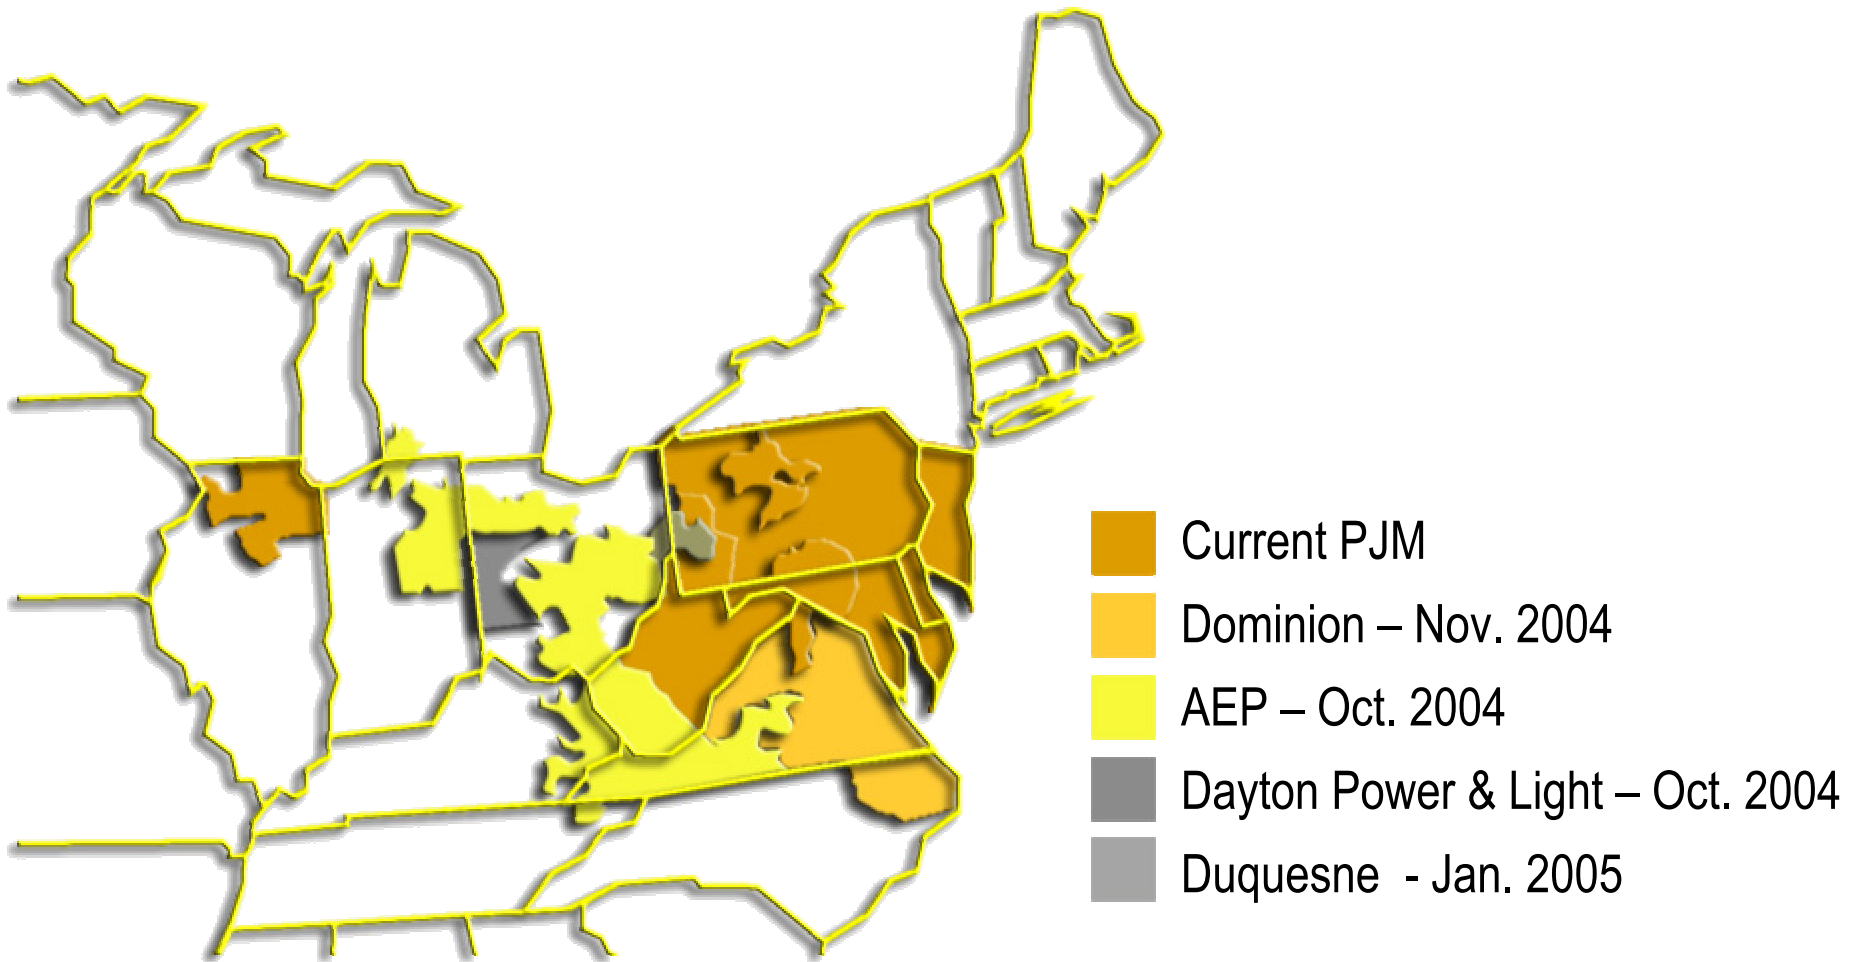 Current PJM
Dominion – Nov. 2004
AEP – Oct. 2004
Dayton Power & Light – Oct. 2004
Duquesne - Jan. 2005